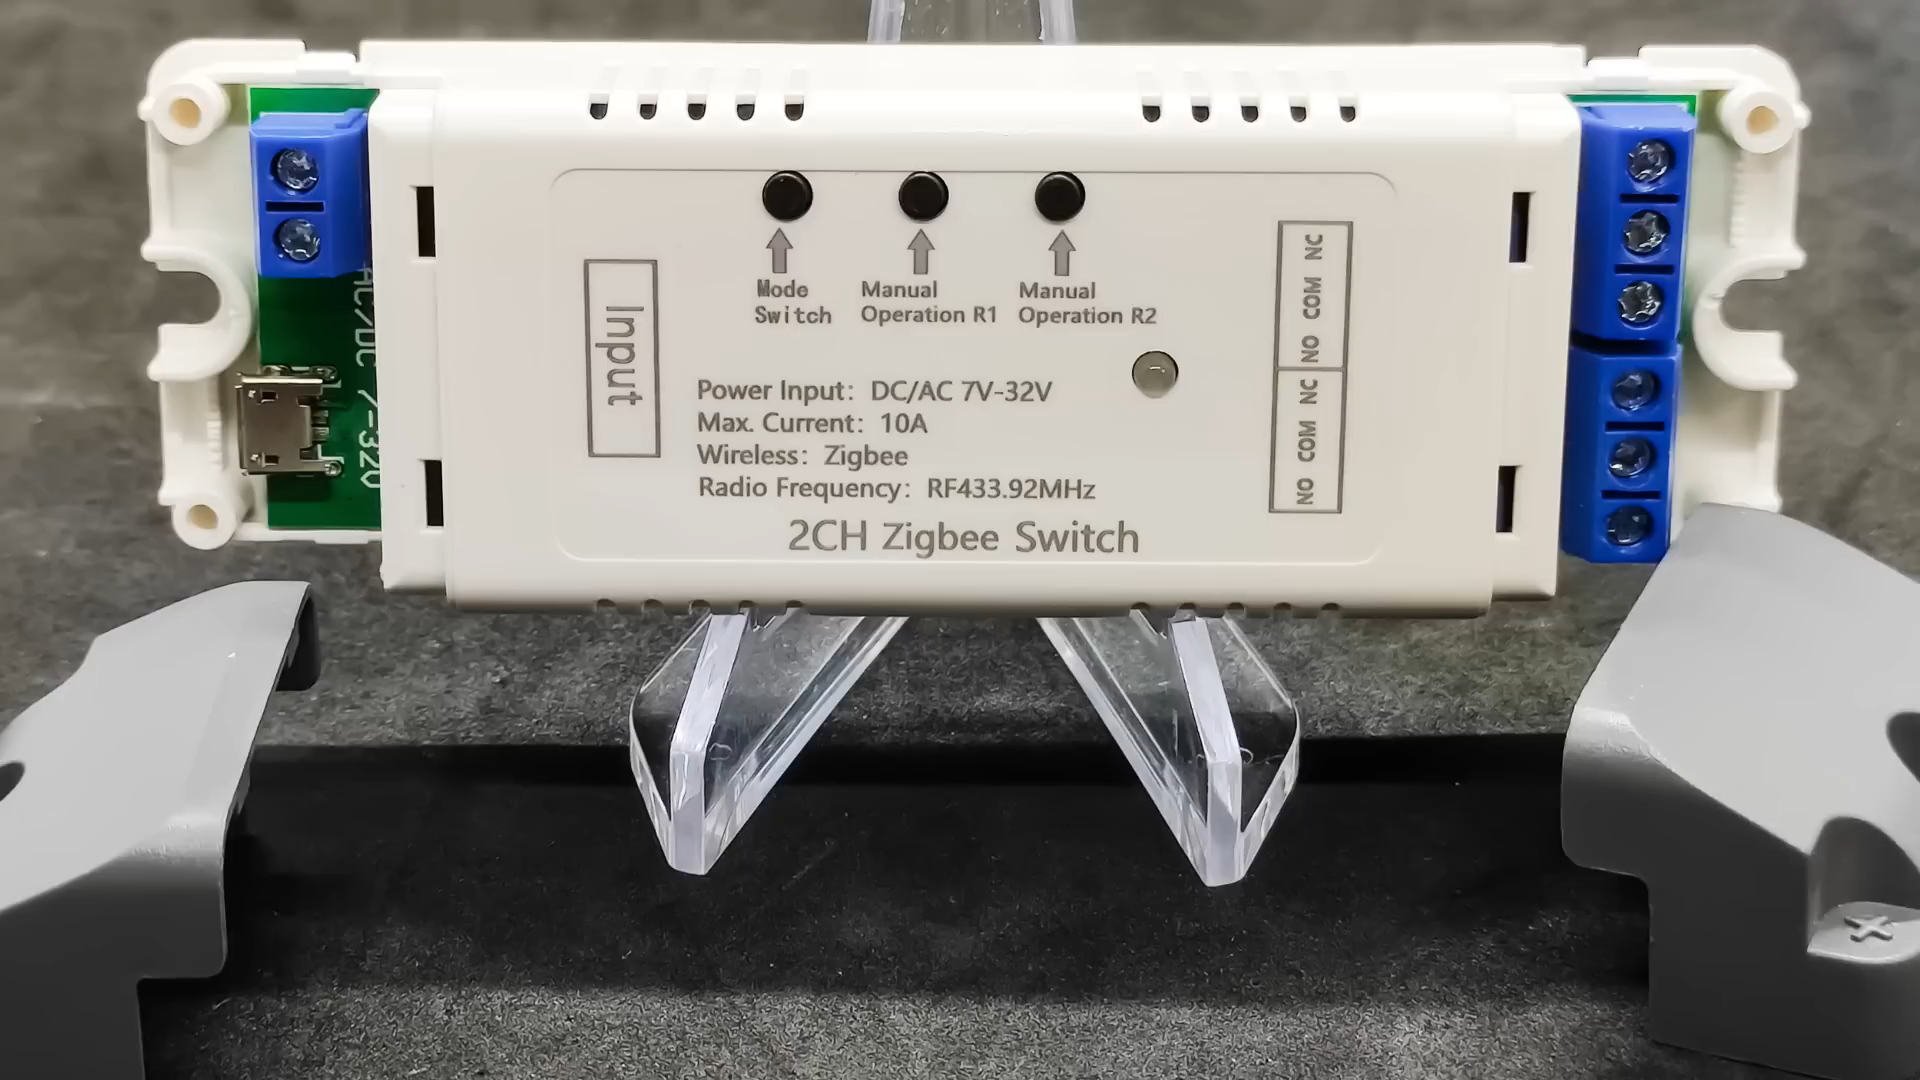 Mode
Switch
Manual
Operation R1
Manual
Operation R2
Input
Power Input: DC/AC 7V-32V
Max. Current: 10A
Wireless: Zigbee
Radio Frequency: RF433.92MHz
2CH Zigbee Switch
NO COM NC
NO COM NC
AC/DC 7-32V